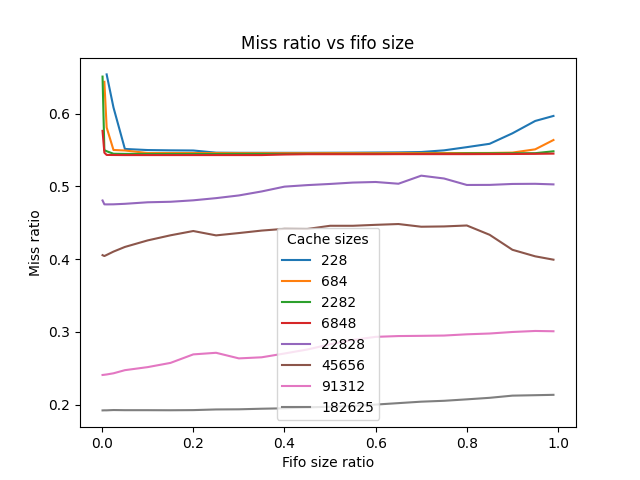 Miss ratio vs fifo size
Miss ratio
0.6
0.5
0.4
0.3
0.2
Cache sizes
228
684
2282
6848
22828
45656
91312
182625
0.0 0.2 0.4 0.6 0.8 1.0
Fifo size ratio